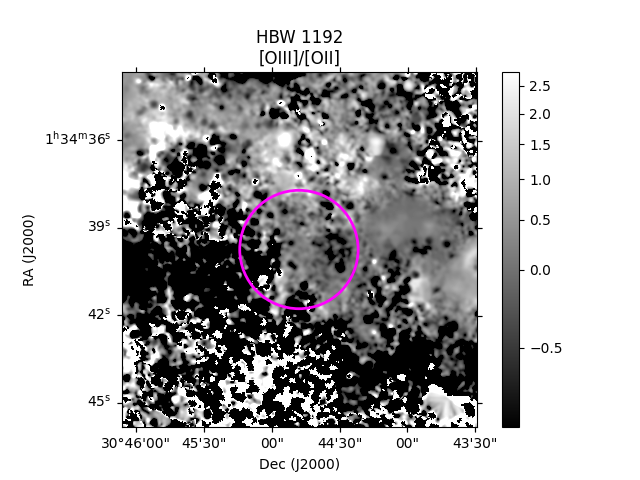 HBW 1192
[OIII]/[OII]
RA (J2000)
1ʰ34ᵐ36ˢ
39ˢ
42ˢ
45ˢ
30°46'00" 45'30" 00" 44'30" 00" 43'30"
Dec (J2000)
2.5
2.0
1.5
1.0
0.5
0.0
−0.5